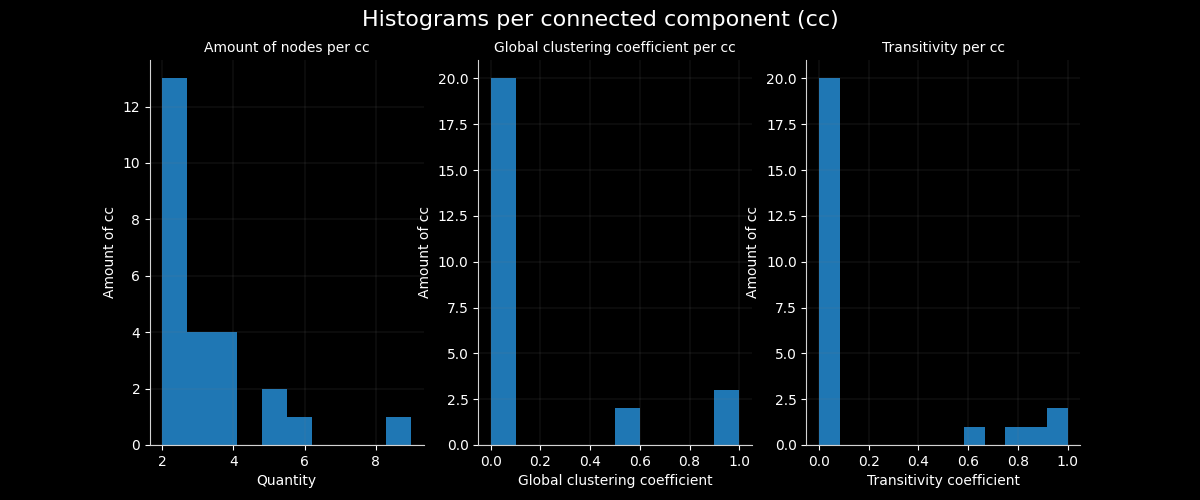 Histograms per connected component (cc)
Amount of nodes per cc
Amount of cc
12
10
8
6
4
2
0
2 4 6 8
Quantity
Global clustering coefficient per cc
Amount of cc
20.0
17.5
15.0
12.5
10.0
7.5
5.0
2.5
0.0
0.0 0.2 0.4 0.6 0.8 1.0
Global clustering coefficient
Transitivity per cc
Amount of cc
20.0
17.5
15.0
12.5
10.0
7.5
5.0
2.5
0.0
0.0 0.2 0.4 0.6 0.8 1.0
Transitivity coefficient